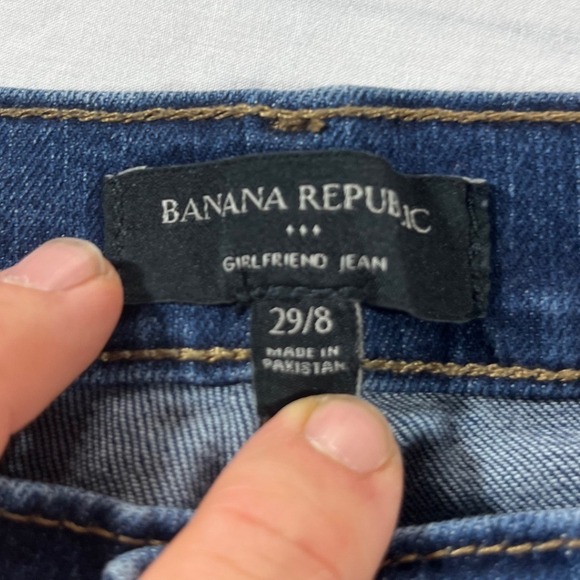 BANANA REPUBLIC
GIRLFRIEND JEAN
29/8
MADE IN
PAKISTAN